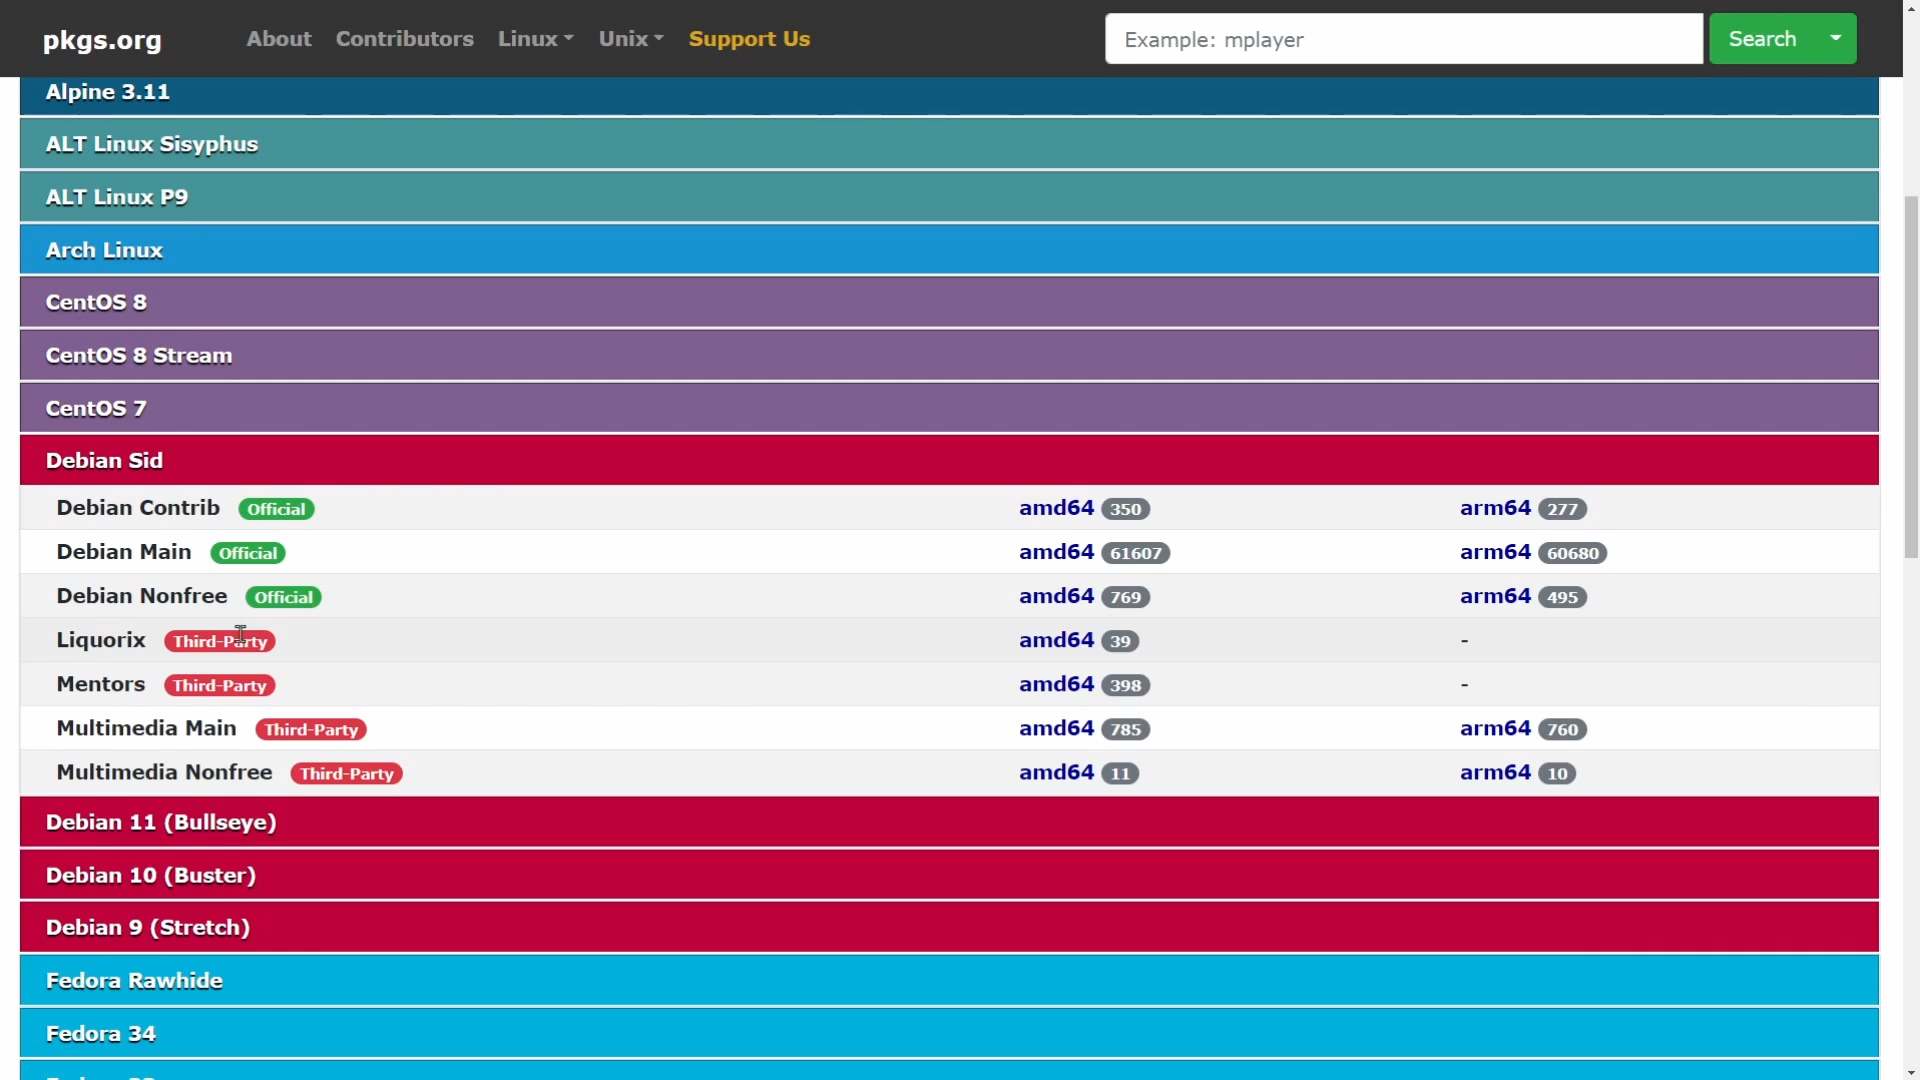 pkgs.org About Contributors Linux Unix Support Us Example: mplayer Search
Alpine 3.11
ALT Linux Sisyphus
ALT Linux P9
Arch Linux
CentOS 8
CentOS 8 Stream
CentOS 7
Debian Sid
Debian Contrib Official amd64 350 arm64 277
Debian Main Official amd64 61607 arm64 60680
Debian Nonfree Official amd64 769 arm64 495
Liquorix Third-Party amd64 39 -
Mentors Third-Party amd64 398 -
Multimedia Main Third-Party amd64 785 arm64 760
Multimedia Nonfree Third-Party amd64 11 arm64 10
Debian 11 (Bullseye)
Debian 10 (Buster)
Debian 9 (Stretch)
Fedora Rawhide
Fedora 34